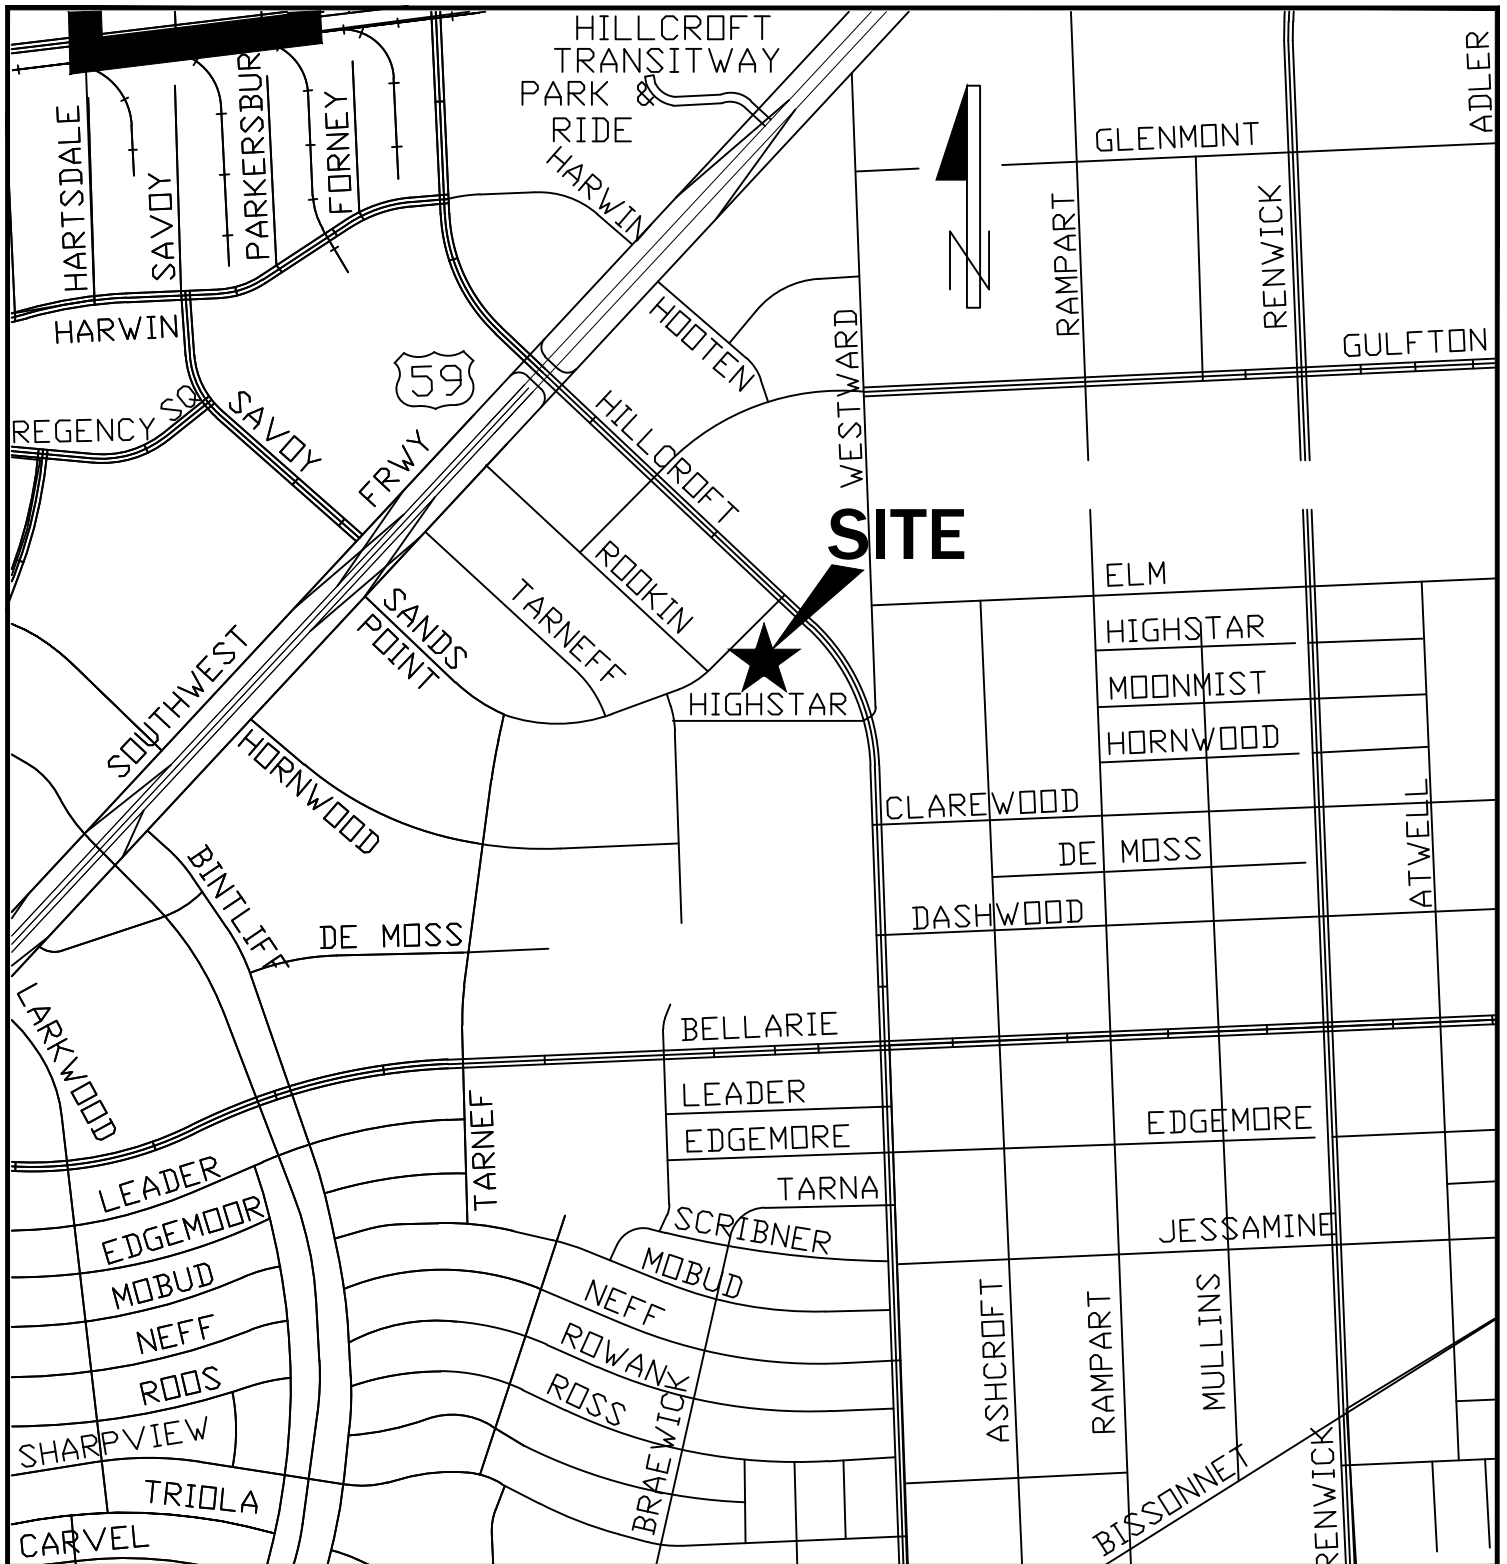 HILLCROFT
TRANSITWAY
PARK &
RIDE
HARWIN
HARTSDALE
SAVOY
PARKERSBUR
FORNEY
GLENMONT
ADLER
RAMPART
RENWICK
N
HARWIN
HOOTEN
WESTWARD
GULFTON
59
REGENCY SQ
SAVOY
FRWY
HILLCROFT
SITE
ROOKIN
TARNEFF
SANDS
POINT
ELM
HIGHSTAR
MOONMIST
HORNWOOD
HIGHSTAR
SOUTHWEST
HORNWOOD
CLAREWOOD
DE MOSS
ATWELL
DASHWOOD
BINTLIFF
DE MOSS
LARKWOOD
BELLARIE
LEADER
EDGEMORE
TARNEF
EDGEMORE
TARNA
SCRIBNER
JESSAMINE
LEADER
EDGEMOOR
MOBUD
MOBUD
NEFF
NEFF
ROWANK
ROOS
ROSS
BRAEWICK
ASHCROFT
RAMPART
MULLINS
SHARPVIEW
TRIOLA
CARVEL
BISSONNET
RENWICK